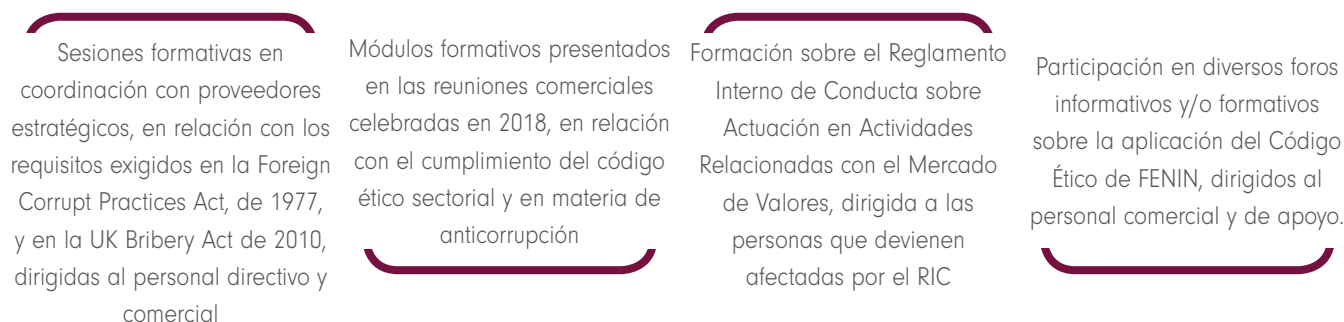 Sesiones formativas en
coordinación con proveedores
estratégicos, en relación con los
requisitos exigidos en la Foreign
Corrupt Practices Act, de 1977,
y en la UK Bribery Act de 2010,
dirigidas al personal directivo y
comercial
Módulos formativos presentados
en las reuniones comerciales
celebradas en 2018, en relación
con el cumplimiento del código
ético sectorial y en materia de
anticorrupción
Formación sobre el Reglamento
Interno de Conducta sobre
Actuación en Actividades
Relacionadas con el Mercado
de Valores, dirigida a las
personas que devienen
afectadas por el RIC
Participación en diversos foros
informativos y/o formativos
sobre la aplicación del Código
Ético de FENIN, dirigidos al
personal comercial y de apoyo.